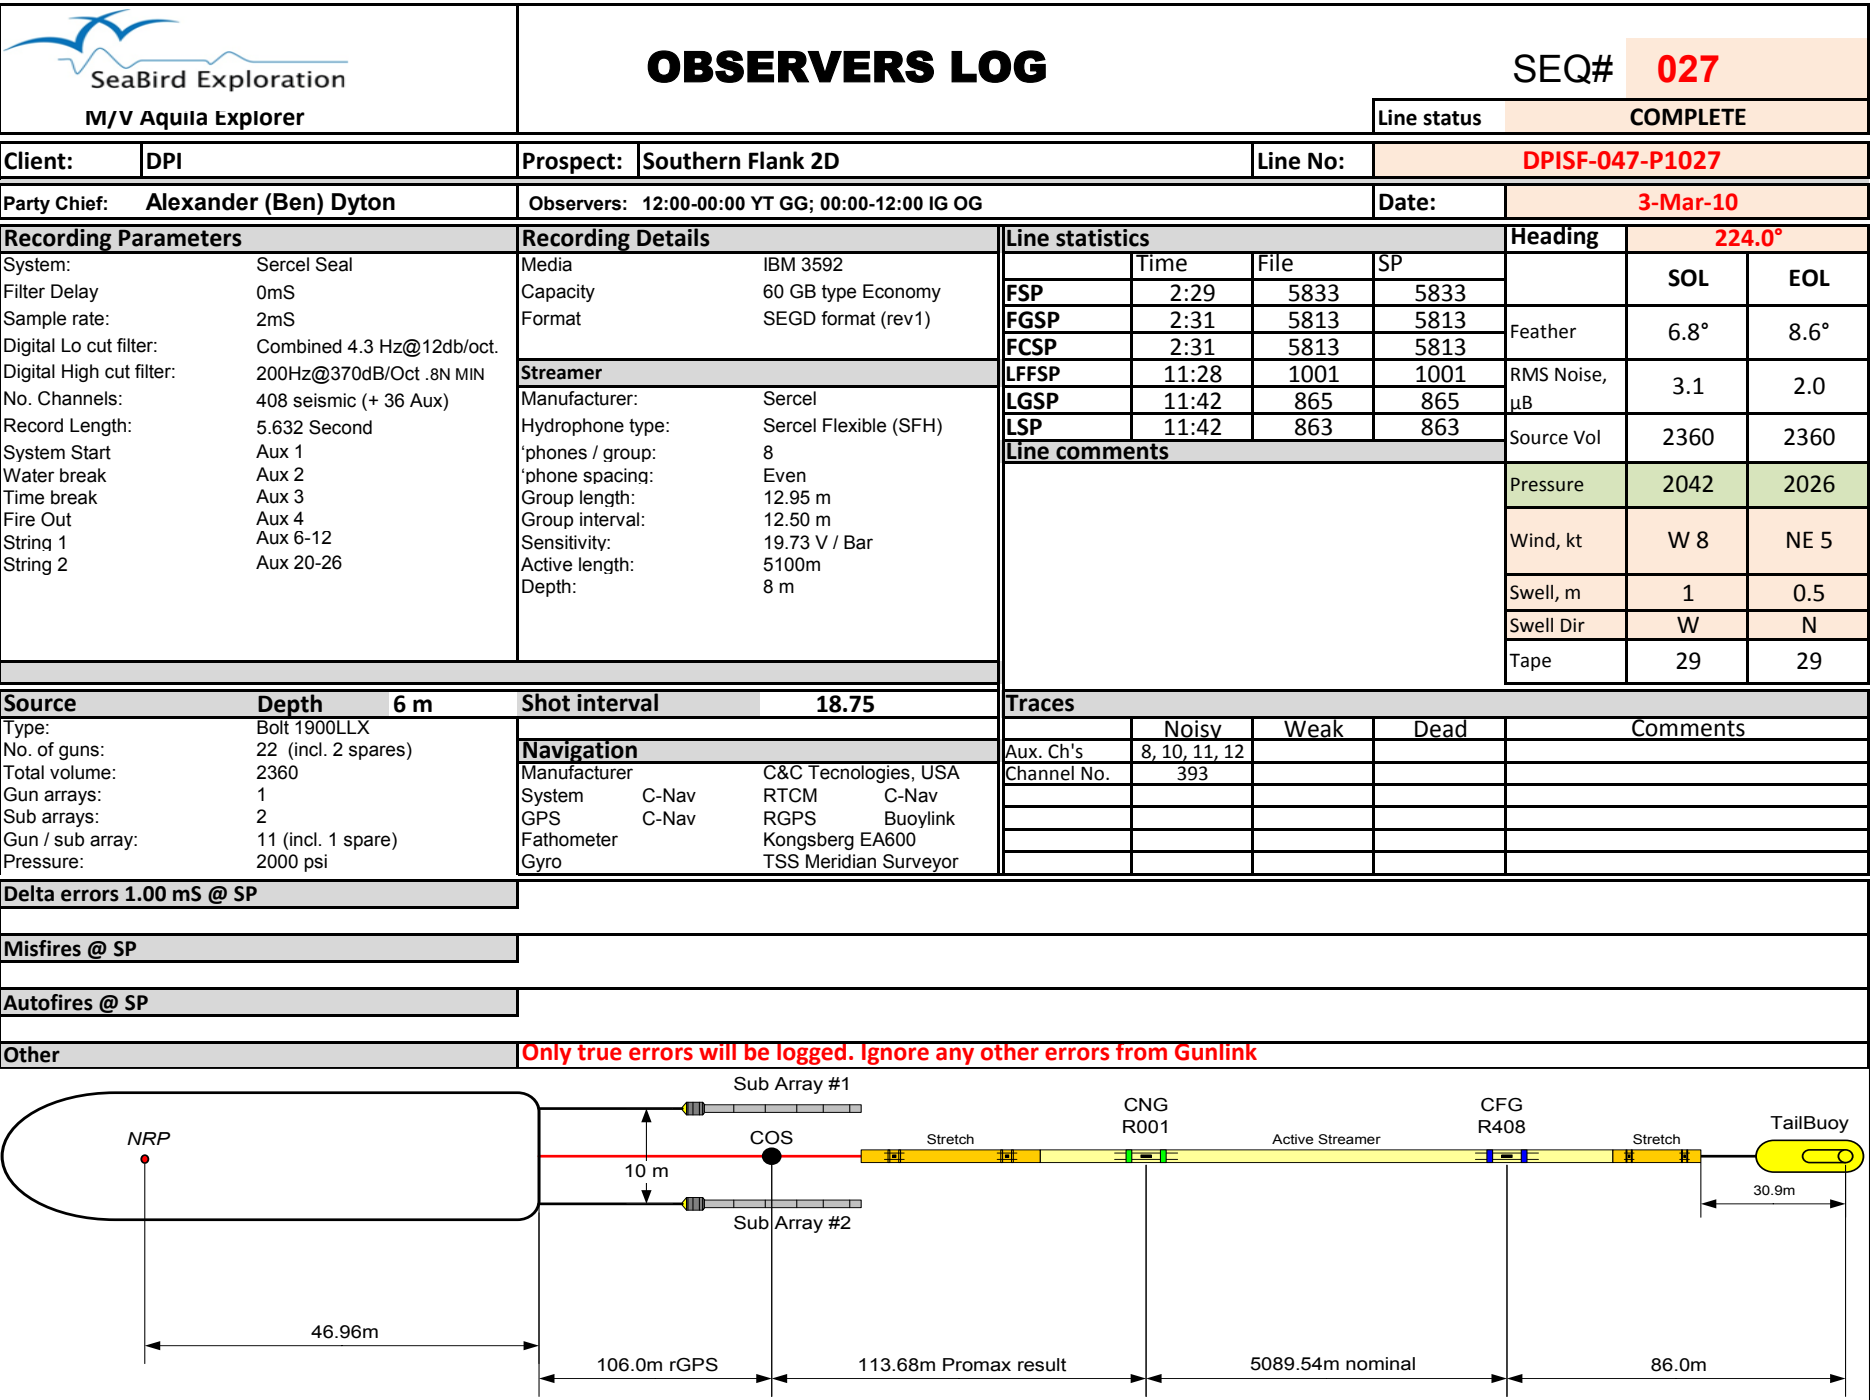 SeaBird Exploration
M/V Aquila Explorer
OBSERVERS LOG
SEQ# 027
Line status COMPLETE
Client: DPI Prospect: Southern Flank 2D Line No: DPISF-047-P1027
Party Chief: Alexander (Ben) Dyton Observers: 12:00-00:00 YT GG; 00:00-12:00 IG OG Date: 3-Mar-10
Recording Parameters
System: Sercel Seal
Filter Delay 0mS
Sample rate: 2mS
Digital Lo cut filter: Combined 4.3 Hz@12db/oct.
Digital High cut filter: 200Hz@370dB/Oct .8N MIN
No. Channels: 408 seismic (+ 36 Aux)
Record Length: 5.632 Second
System Start Aux 1
Water break Aux 2
Time break Aux 3
Fire Out Aux 4
String 1 Aux 6-12
String 2 Aux 20-26
Recording Details
Media IBM 3592
Capacity 60 GB type Economy
Format SEGD format (rev1)
Streamer
Manufacturer: Sercel
Hydrophone type: Sercel Flexible (SFH)
'phones / group: 8
'phone spacing: Even
Group length: 12.95 m
Group interval: 12.50 m
Sensitivity: 19.73 V / Bar
Active length: 5100m
Depth: 8 m
Line statistics
Time File SP
FSP 2:29 5833 5833
FGSP 2:31 5813 5813
FCSP 2:31 5813 5813
LFFSP 11:28 1001 1001
LGSP 11:42 865 865
LSP 11:42 863 863
Line comments
Heading 224.0°
SOL EOL
Feather 6.8° 8.6°
RMS Noise, µB 3.1 2.0
Source Vol 2360 2360
Pressure 2042 2026
Wind, kt W 8 NE 5
Swell, m 1 0.5
Swell Dir W N
Tape 29 29
Source Depth 6 m
Type: Bolt 1900LLX
No. of guns: 22 (incl. 2 spares)
Total volume: 2360
Gun arrays: 1
Sub arrays: 2
Gun / sub array: 11 (incl. 1 spare)
Pressure: 2000 psi
Shot interval 18.75
Navigation
Manufacturer C&C Tecnologies, USA
System C-Nav RTCM C-Nav
GPS C-Nav RGPS Buoylink
Fathometer Kongsberg EA600
Gyro TSS Meridian Surveyor
Traces
Noisy Weak Dead Comments
Aux. Ch's 8, 10, 11, 12
Channel No. 393
Delta errors 1.00 mS @ SP
Misfires @ SP
Autofires @ SP
Other Only true errors will be logged. Ignore any other errors from Gunlink
Sub Array #1
NRP
COS
10 m
Sub Array #2
Stretch
CNG
R001
Active Streamer
CFG
R408
Stretch
TailBuoy
30.9m
46.96m
106.0m rGPS
113.68m Promax result
5089.54m nominal
86.0m